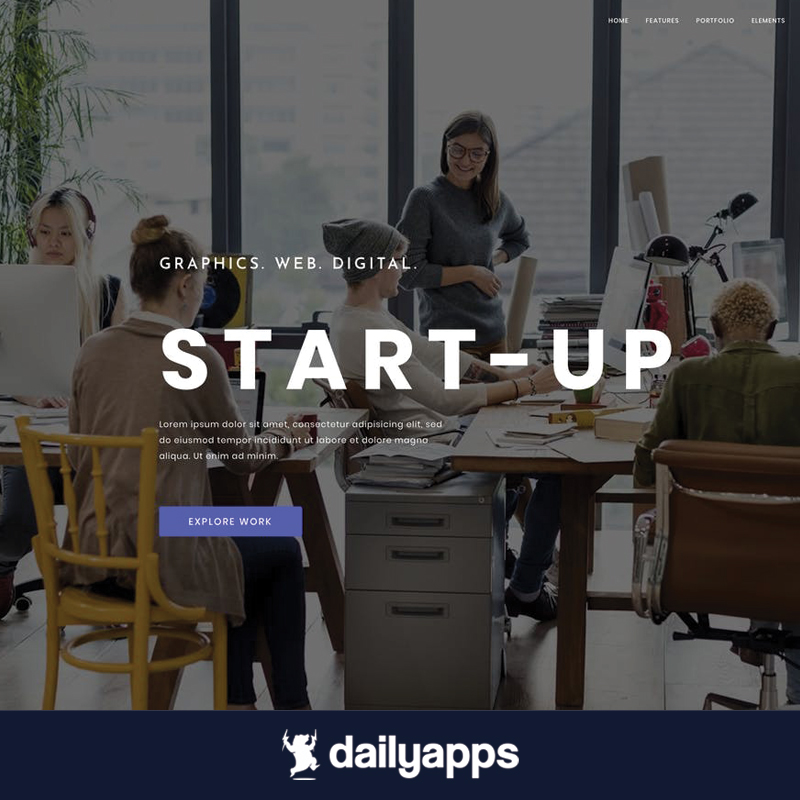 HOME FEATURES PORTFOLIO ELEMENTS
GRAPHICS. WEB. DIGITAL.
START-UP
Lorem ipsum dolor sit amet, consectetur adipisicing elit, sed
do eiusmod tempor incididunt ut labore et dolore magna
aliqua. Ut enim ad minim.
EXPLORE WORK
dailyapps